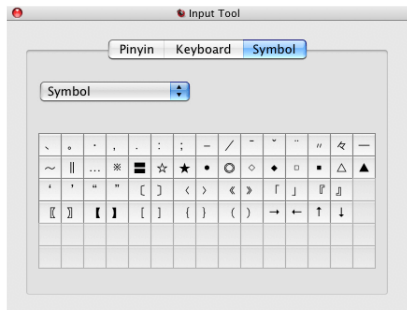 Input Tool
Pinyin Keyboard Symbol
Symbol
、 。 · , . : ; – / ˉ ˇ ¨ 〃 々 —
～ ‖ … ※ 〓 ☆ ★ ● ◎ ◇ ◆ □ ■ △ ▲
‘ ’ “ ” 〔 〕 〈 〉 《 》 「 」 『 』
〖 〗 【 】 [ ] { } ( ) → ← ↑ ↓